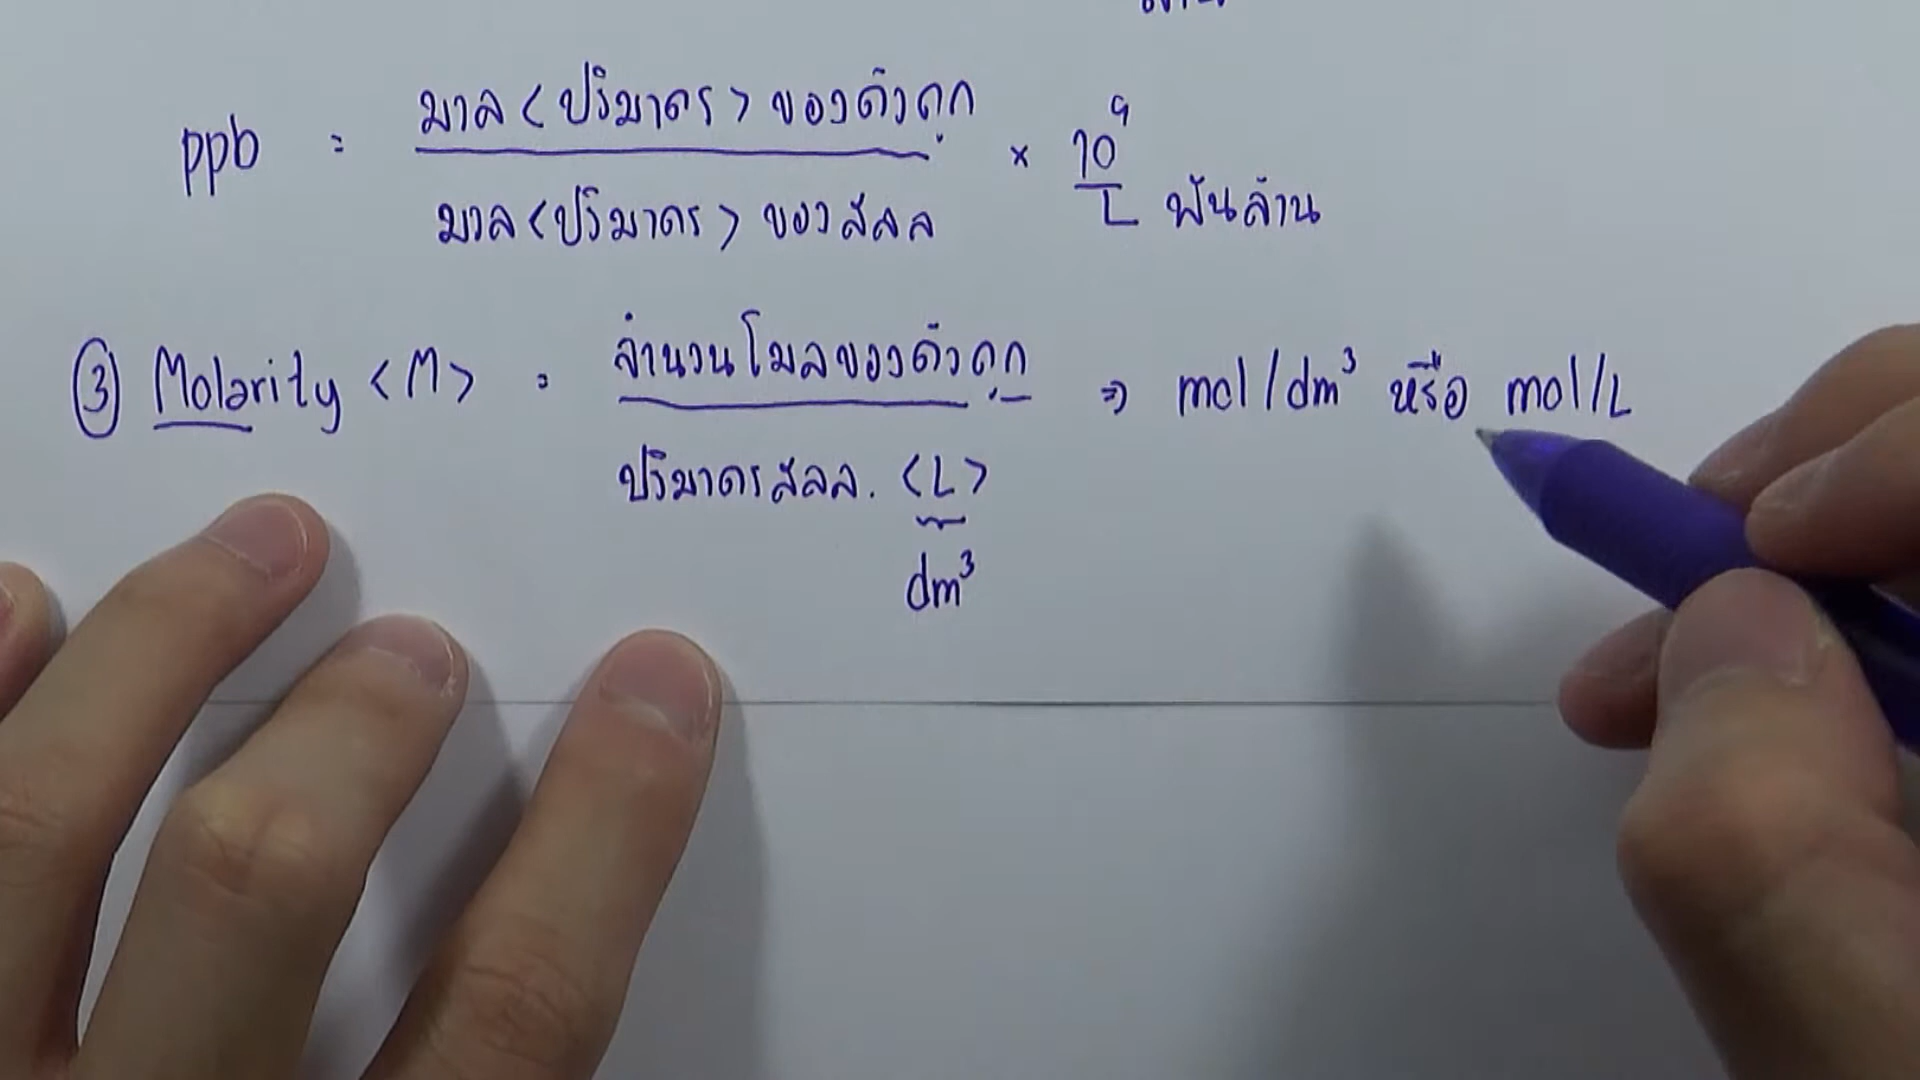 ppb = มวล <ปริมาตร> ของตัวถูก × 10⁹
มวล <ปริมาตร> ของสลล พันล้าน
③ Molarity <M> = จำนวนโมลของตัวถูก ⇒ mol/dm³ หรือ mol/L
ปริมาตรสลล. <L>
dm³